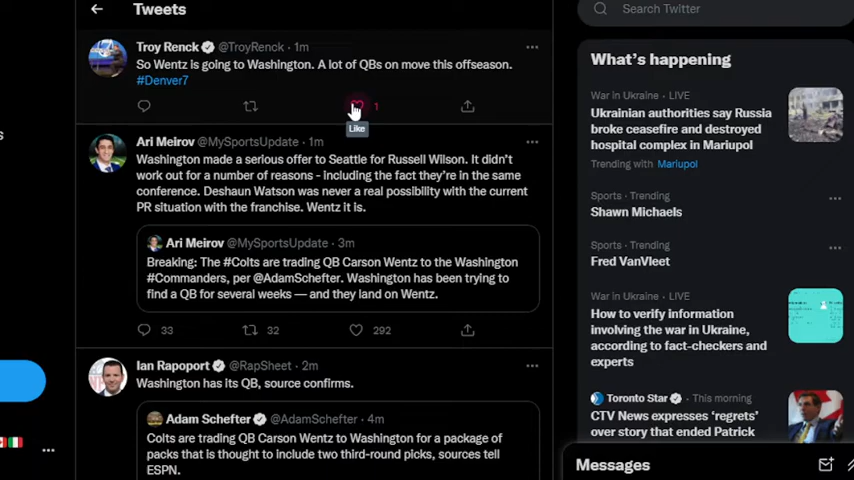 Tweets
Troy Renck @TroyRenck · 1m
So Wentz is going to Washington. A lot of QBs on move this offseason.
#Denver7
1
Like
Ari Meirov @MySportsUpdate · 1m
Washington made a serious offer to Seattle for Russell Wilson. It didn't
work out for a number of reasons - including the fact they're in the same
conference. Deshaun Watson was never a real possibility with the current
PR situation with the franchise. Wentz it is.
Ari Meirov @MySportsUpdate · 3m
Breaking: The #Colts are trading QB Carson Wentz to the Washington
#Commanders, per @AdamSchefter. Washington has been trying to
find a QB for several weeks — and they land on Wentz.
33 32 292
Ian Rapoport @RapSheet · 2m
Washington has its QB, source confirms.
Adam Schefter @AdamSchefter · 4m
Colts are trading QB Carson Wentz to Washington for a package of
packs that is thought to include two third-round picks, sources tell
ESPN.
Search Twitter
What's happening
War in Ukraine · LIVE
Ukrainian authorities say Russia
broke ceasefire and destroyed
hospital complex in Mariupol
Trending with Mariupol
Sports · Trending
Shawn Michaels
Sports · Trending
Fred VanVleet
War in Ukraine · LIVE
How to verify information
involving the war in Ukraine,
according to fact-checkers and
experts
Toronto Star · This morning
CTV News expresses 'regrets'
over story that ended Patrick
Messages